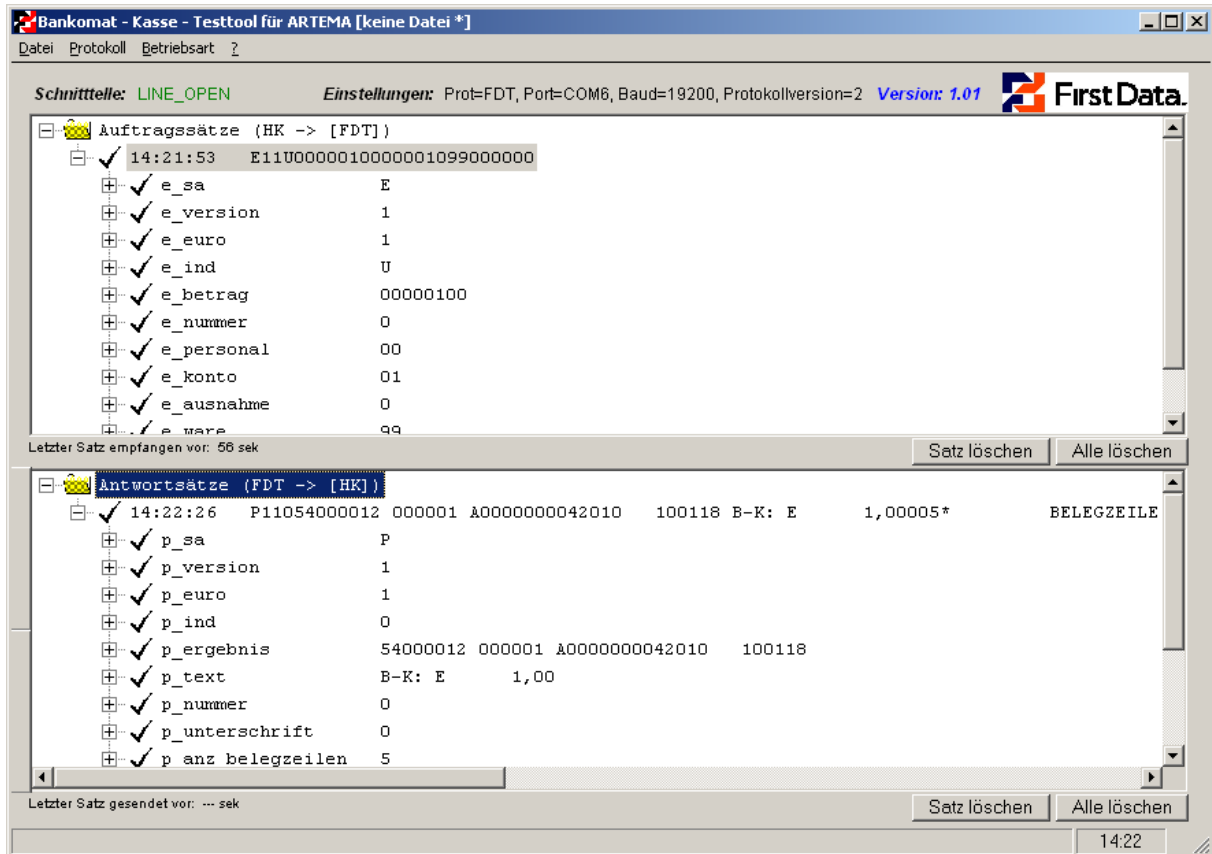 Bankomat - Kasse - Testtool für ARTEMA [keine Datei *]
Datei Protokoll Betriebsart ?
Schnittelle: LINE_OPEN Einstellungen: Prot=FDT, Port=COM6, Baud=19200, Protokollversion=2 Version: 1.01 First Data.
Auftragssätze (HK -> [FDT])
14:21:53 E11U0000010000001099000000
e_sa E
e_version 1
e_euro 1
e_ind U
e_betrag 00000100
e_nummer 0
e_personal 00
e_konto 01
e_ausnahme 0
e_ware 99
Letzter Satz empfangen vor: 56 sek Satz löschen Alle löschen
Antwortsätze (FDT -> [HK])
14:22:26 P11054000012 000001 A0000000042010 100118 B-K: E 1,00005* BELEGZEILE
p_sa P
p_version 1
p_euro 1
p_ind 0
p_ergebnis 54000012 000001 A0000000042010 100118
p_text B-K: E 1,00
p_nummer 0
p_unterschrift 0
p_anz_belegzeilen 5
Letzter Satz gesendet vor: --- sek Satz löschen Alle löschen
14:22